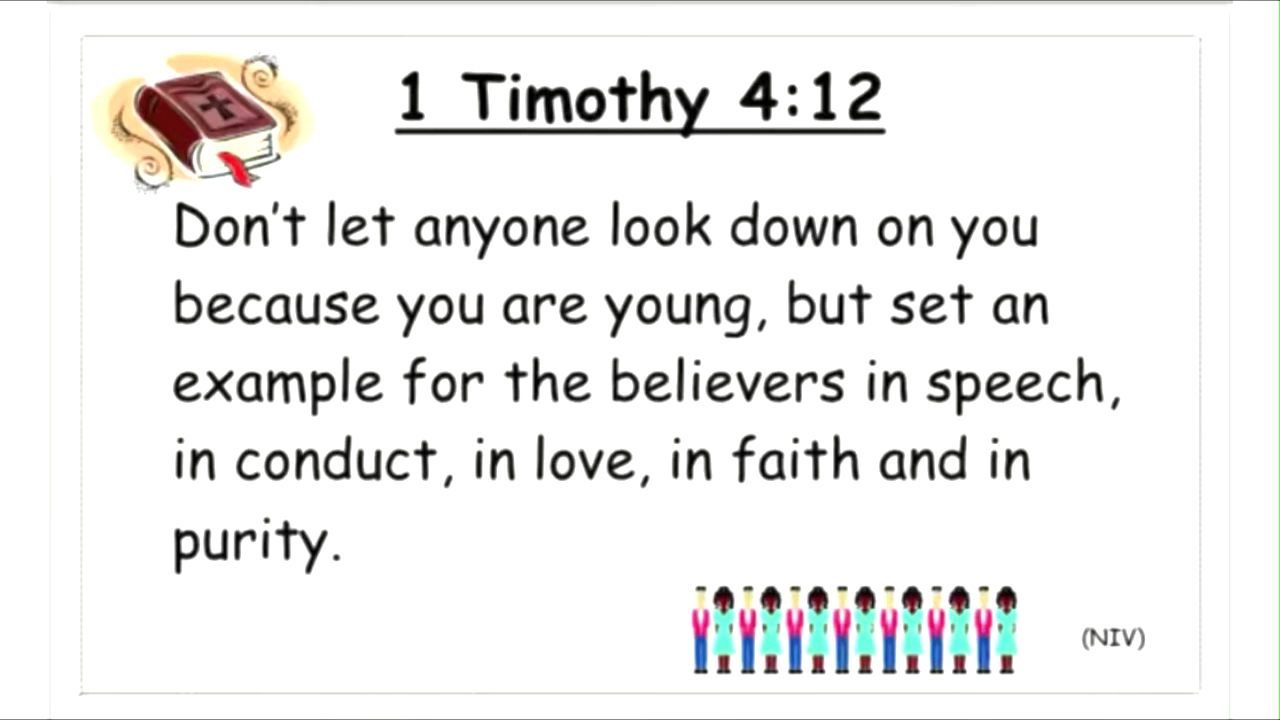 1 Timothy 4:12
Don't let anyone look down on you
because you are young, but set an
example for the believers in speech,
in conduct, in love, in faith and in
purity.
(NIV)